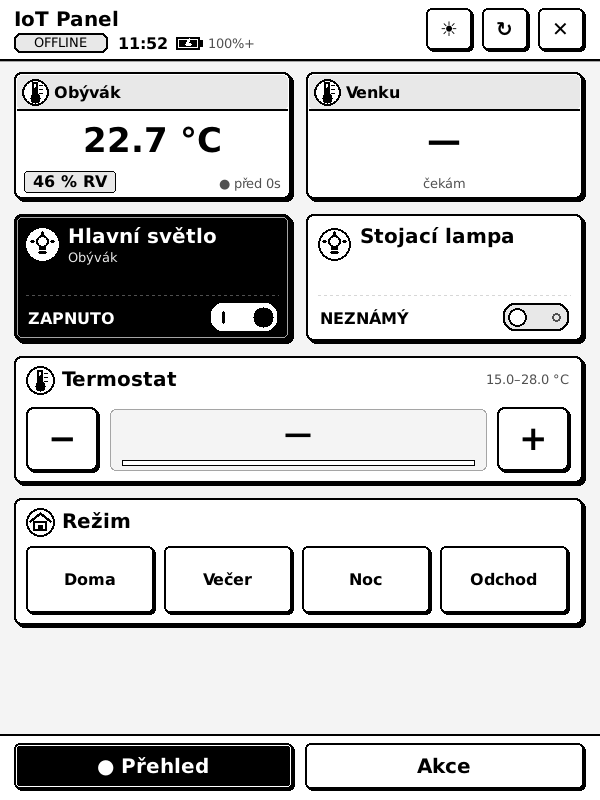 IoT Panel
OFFLINE 11:52 100%+
☀ ↻ ✕
Obývák
22.7 °C
46 % RV ● před 0s
Venku
—
čekám
Hlavní světlo
Obývák
ZAPNUTO
Stojací lampa
NEZNÁMÝ
Termostat 15.0–28.0 °C
− — +
Režim
Doma Večer Noc Odchod
● Přehled Akce